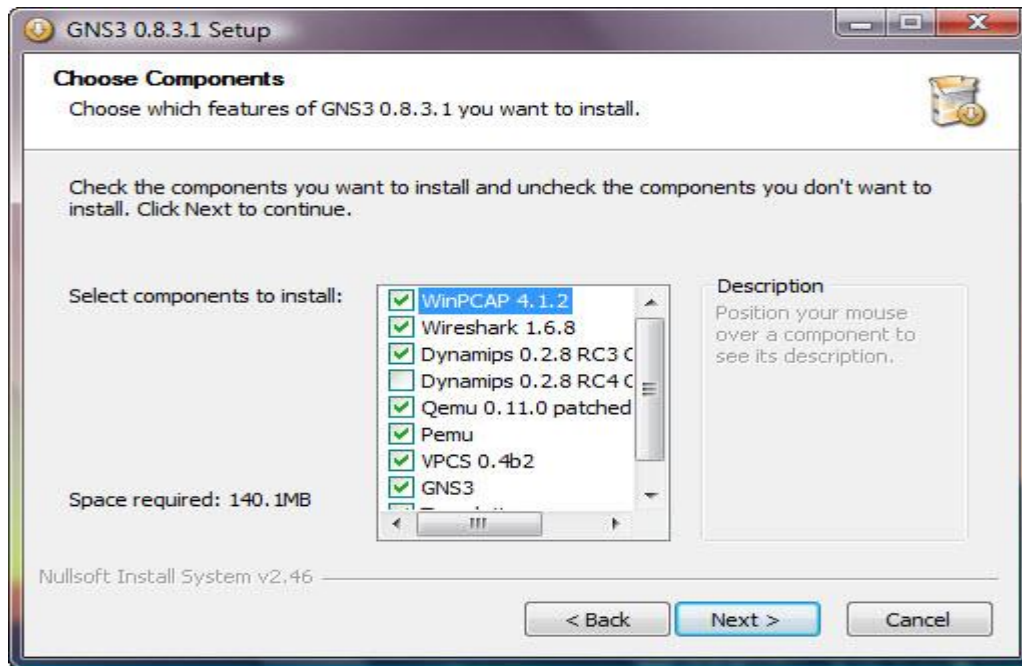 GNS3 0.8.3.1 Setup
Choose Components
Choose which features of GNS3 0.8.3.1 you want to install.
Check the components you want to install and uncheck the components you don't want to
install. Click Next to continue.
Select components to install:
WinPCAP 4.1.2
Wireshark 1.6.8
Dynamips 0.2.8 RC3 C
Dynamips 0.2.8 RC4 C
Qemu 0.11.0 patched
Pemu
VPCS 0.4b2
GNS3
Description
Position your mouse
over a component to
see its description.
Space required: 140.1MB
Nullsoft Install System v2.46
< Back
Next >
Cancel